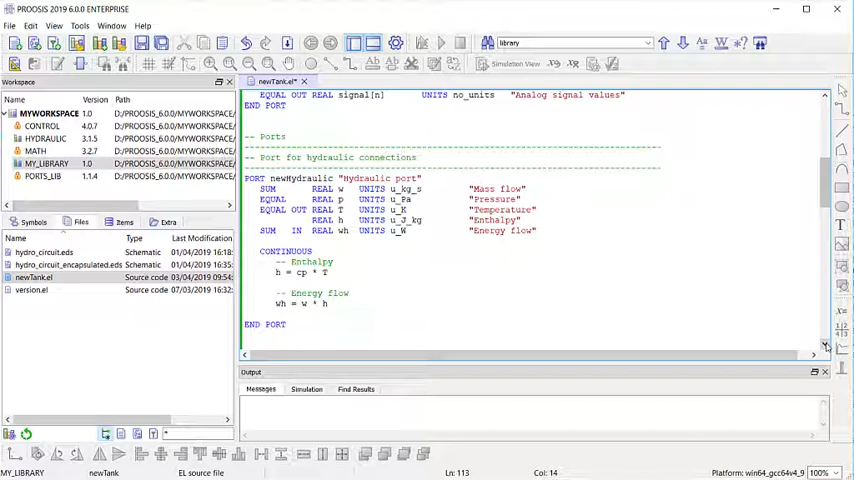 PROOSIS 2019 6.0.0 ENTERPRISE
File Edit View Tools Window Help
library
Simulation View
Workspace
newTank.el*
Name Version Path
MYWORKSPACE D:/PROOSIS_6.0.0/MYWORKSPACE/
CONTROL 4.0.7 D:/PROOSIS_6.0.0/MYWORKSPACE/
HYDRAULIC 3.1.5 D:/PROOSIS_6.0.0/MYWORKSPACE/
MATH 3.2.7 D:/PROOSIS_6.0.0/MYWORKSPACE/
MY_LIBRARY 1.0 D:/PROOSIS_6.0.0/MYWORKSPACE/
PORTS_LIB 1.0 D:/PROOSIS_6.0.0/MYWORKSPACE/
Symbols Files Items Extra
Name Type Last Modification
hydro_circuit.eds Schematic 01/04/2019 16:18:
hydro_circuit_encapsulated.eds Schematic 01/04/2019 16:35:
newTank.el Source code 03/04/2019 09:54:
version.el Source code 07/03/2019 16:32:
*
EQUAL OUT REAL signal[n] UNITS no_units "Analog signal values"
END PORT
-- Ports
-- Port for hydraulic connections
PORT newHydraulic "Hydraulic port"
SUM REAL w UNITS u_kg_s "Mass flow"
EQUAL REAL p UNITS u_Pa "Pressure"
EQUAL OUT REAL T UNITS u_K "Temperature"
REAL h UNITS u_J_kg "Enthalpy"
SUM IN REAL wh UNITS u_W "Energy flow"
CONTINUOUS
-- Enthalpy
h = cp * T
-- Energy flow
wh = w * h
END PORT
Output
Messages Simulation Find Results
MY_LIBRARY newTank EL source file Ln: 113 Col: 14 Platform: win64_gcc64v4_9 100%